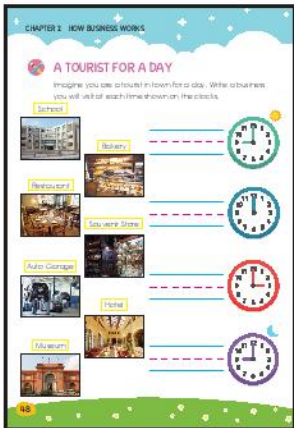 CHAPTER 2 HOW BUSINESS WORKS
A TOURIST FOR A DAY
Imagine you are a tourist in town for a day. Write a business
you will visit at each time shown on the clocks.
School
Bakery
Restaurant
Souvenir Store
Auto Garage
Hotel
Museum
48